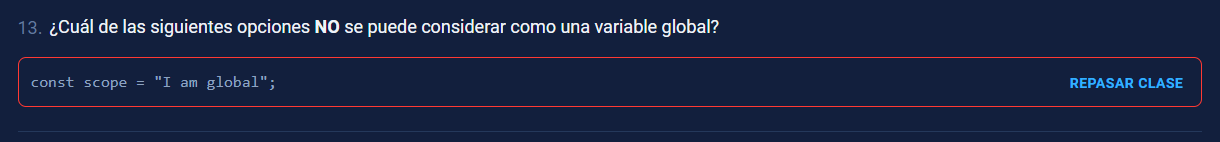 13. ¿Cuál de las siguientes opciones NO se puede considerar como una variable global?
const scope = "I am global"; REPASAR CLASE